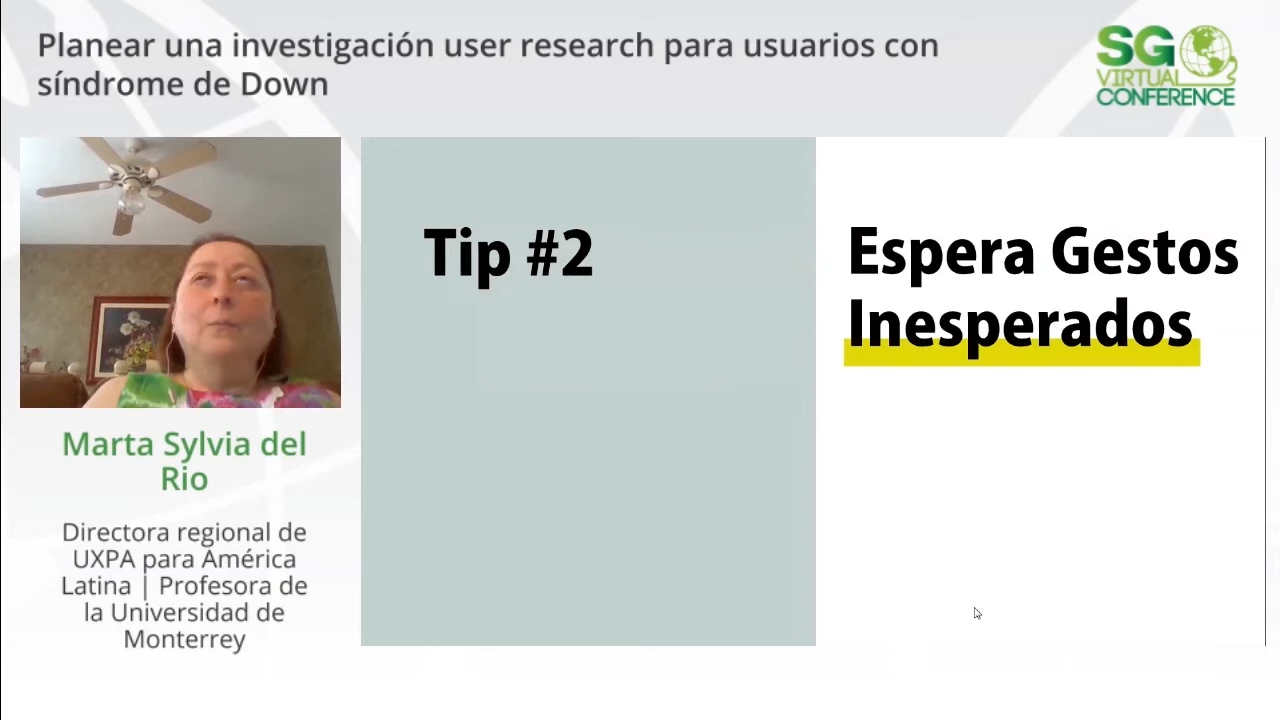 Planear una investigación user research para usuarios con
síndrome de Down
SG
VIRTUAL
CONFERENCE
Tip #2
Espera Gestos
Inesperados
Marta Sylvia del
Rio
Directora regional de
UXPA para América
Latina | Profesora de
la Universidad de
Monterrey